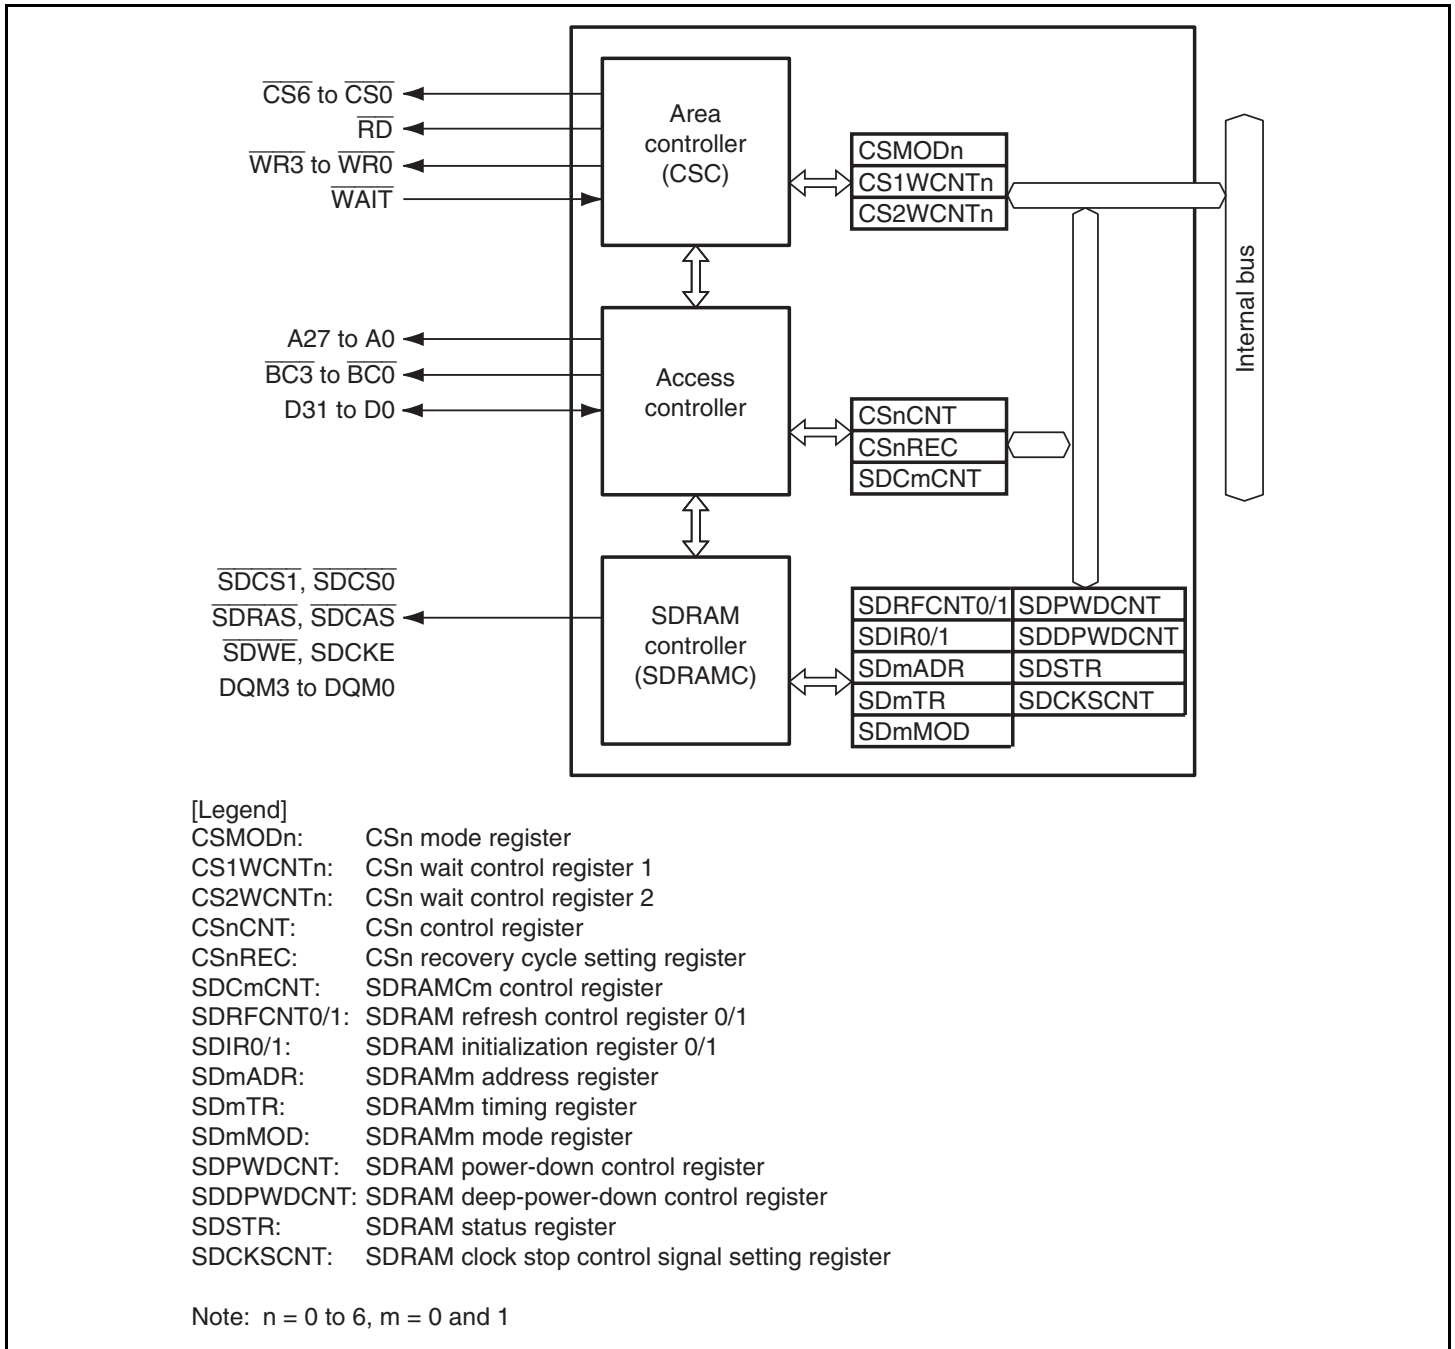 CS6 to CS0
RD
WR3 to WR0
WAIT
Area
controller
(CSC)
CSMODn
CS1WCNTn
CS2WCNTn
Internal bus
A27 to A0
BC3 to BC0
D31 to D0
Access
controller
CSnCNT
CSnREC
SDCmCNT
SDCS1, SDCS0
SDRAS, SDCAS
SDWE, SDCKE
DQM3 to DQM0
SDRAM
controller
(SDRAMC)
SDRFCNT0/1 SDPWDCNT
SDIR0/1 SDDPWDCNT
SDmADR SDSTR
SDmTR SDCKSCNT
SDmMOD
[Legend]
CSMODn: CSn mode register
CS1WCNTn: CSn wait control register 1
CS2WCNTn: CSn wait control register 2
CSnCNT: CSn control register
CSnREC: CSn recovery cycle setting register
SDCmCNT: SDRAMCm control register
SDRFCNT0/1: SDRAM refresh control register 0/1
SDIR0/1: SDRAM initialization register 0/1
SDmADR: SDRAMm address register
SDmTR: SDRAMm timing register
SDmMOD: SDRAMm mode register
SDPWDCNT: SDRAM power-down control register
SDDPWDCNT: SDRAM deep-power-down control register
SDSTR: SDRAM status register
SDCKSCNT: SDRAM clock stop control signal setting register
Note: n = 0 to 6, m = 0 and 1